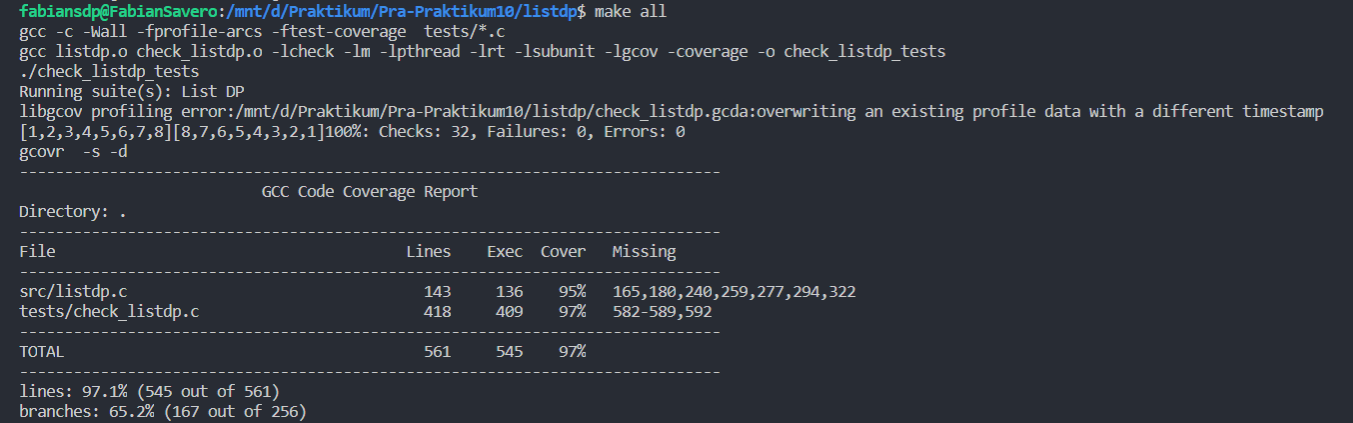 fabiansdp@FabianSavero:/mnt/d/Praktikum/Pra-Praktikum10/listdp$ make all
gcc -c -Wall -fprofile-arcs -ftest-coverage  tests/*.c
gcc listdp.o check_listdp.o -lcheck -lm -lpthread -lrt -lsubunit -lgcov -coverage -o check_listdp_tests
./check_listdp_tests
Running suite(s): List DP
libgcov profiling error:/mnt/d/Praktikum/Pra-Praktikum10/listdp/check_listdp.gcda:overwriting an existing profile data with a different timestamp
[1,2,3,4,5,6,7,8][8,7,6,5,4,3,2,1]100%: Checks: 32, Failures: 0, Errors: 0
gcovr  -s -d
------------------------------------------------------------------------------
                           GCC Code Coverage Report
Directory: .
------------------------------------------------------------------------------
File                                       Lines    Exec  Cover   Missing
------------------------------------------------------------------------------
src/listdp.c                                 143     136    95%   165,180,240,259,277,294,322
tests/check_listdp.c                         418     409    97%   582-589,592
------------------------------------------------------------------------------
TOTAL                                        561     545    97%
------------------------------------------------------------------------------
lines: 97.1% (545 out of 561)
branches: 65.2% (167 out of 256)